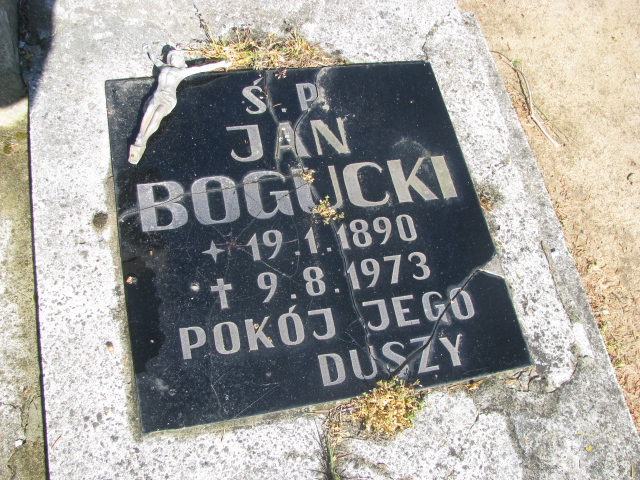 Ś.P
JAN
BOGUCKI
19.1.1890
✝ 9.8.1973
POKÓJ JEGO
DUSZY